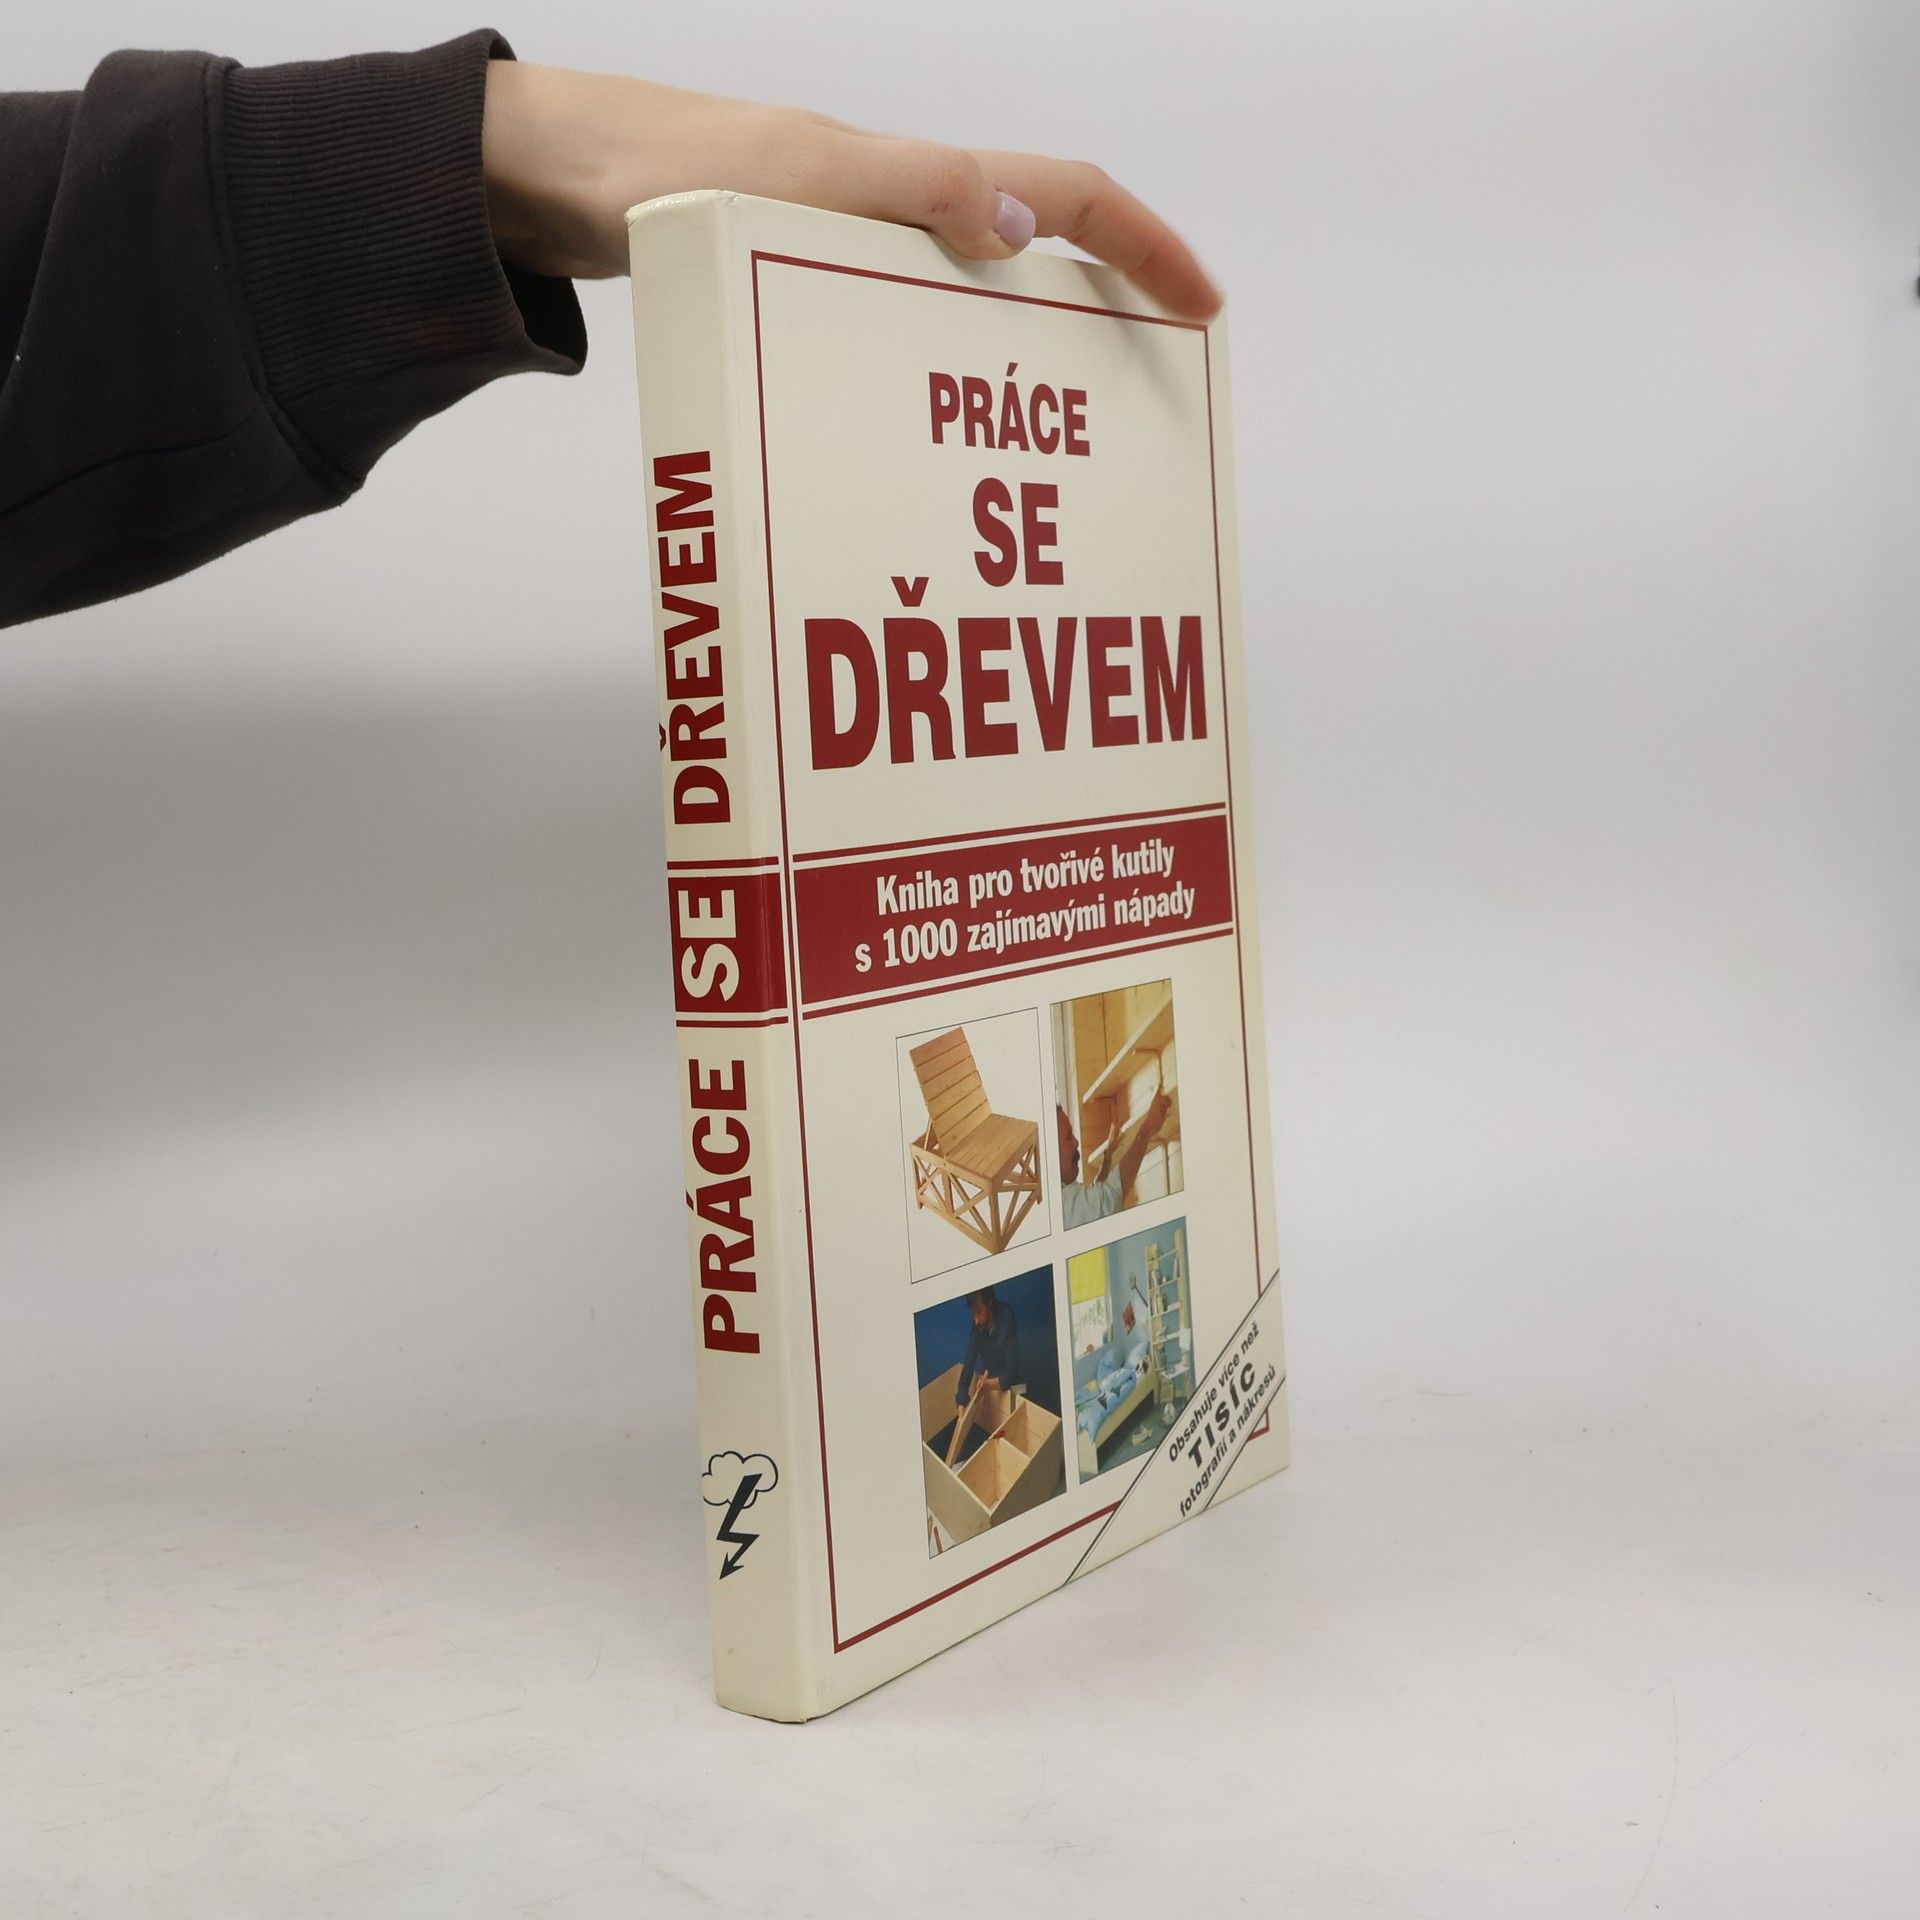 PRÁCE SE DŘEVEM
PRÁCE
SE
DŘEVEM
Kniha pro tvořivé kutily
s 1000 zajímavými nápady
Obsahuje více než
TISÍC
fotografií a nákresů